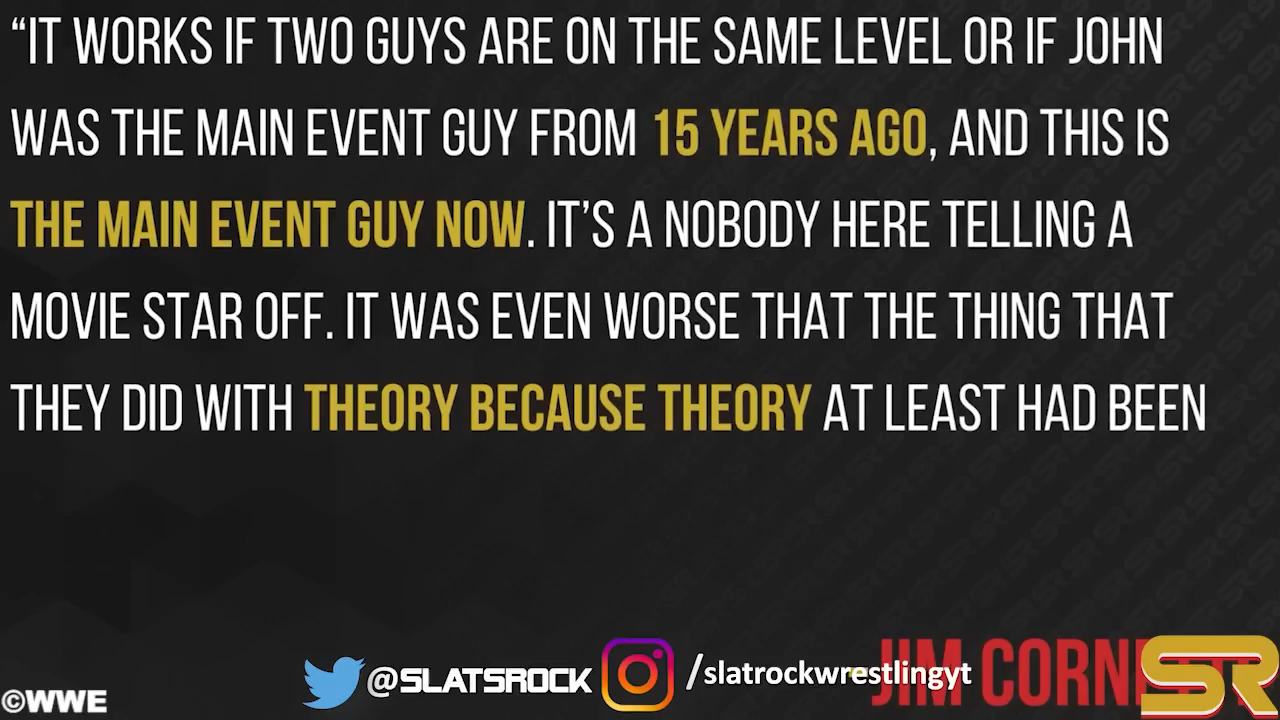 “IT WORKS IF TWO GUYS ARE ON THE SAME LEVEL OR IF JOHN
WAS THE MAIN EVENT GUY FROM 15 YEARS AGO, AND THIS IS
THE MAIN EVENT GUY NOW. IT’S A NOBODY HERE TELLING A
MOVIE STAR OFF. IT WAS EVEN WORSE THAT THE THING THAT
THEY DID WITH THEORY BECAUSE THEORY AT LEAST HAD BEEN
JIM
@SLATSROCK /slatrockwrestlingyt SR
©WWE